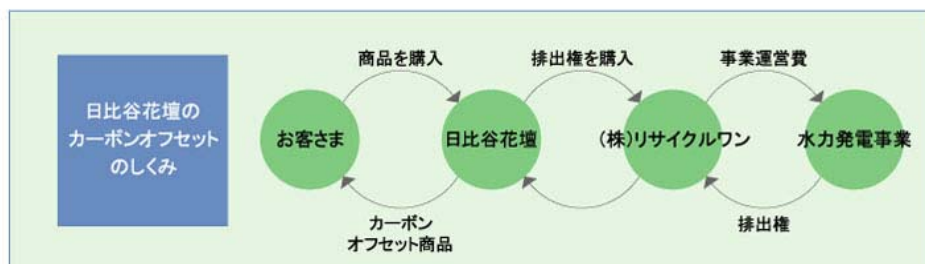 日比谷花壇の
カーボンオフセット
のしくみ
商品を購入
排出権を購入
事業運営費
お客さま
日比谷花壇
(株)リサイクルワン
水力発電事業
カーボン
オフセット商品
排出権